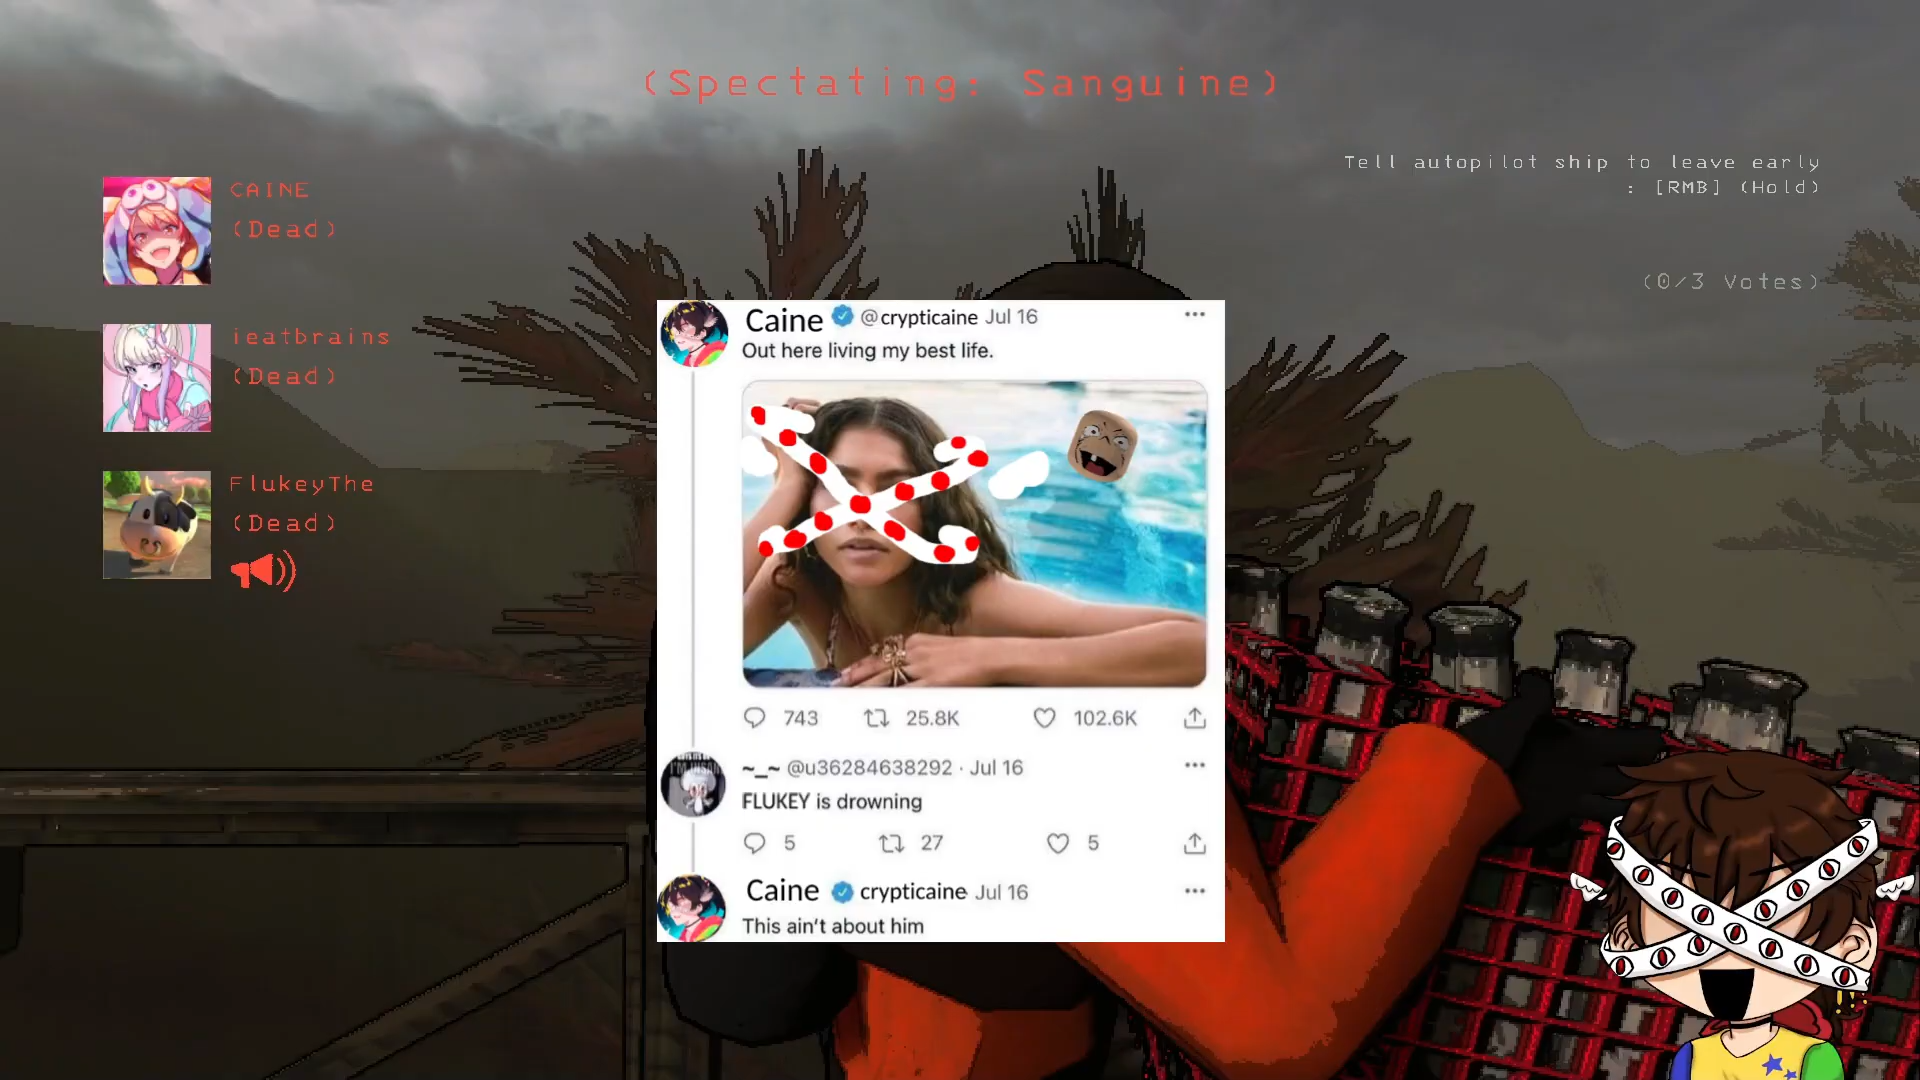 (Spectating: Sanguine)
Tell autopilot ship to leave early
: [RMB] (Hold)
(0/3 Votes)
CAINE
(Dead)
ieatbrains
(Dead)
FlukeyThe
(Dead)
Caine @crypticaine Jul 16
Out here living my best life.
743 25.8K 102.6K
~_~ @u36284638292 · Jul 16
FLUKEY is drowning
5 27 5
Caine crypticaine Jul 16
This ain't about him